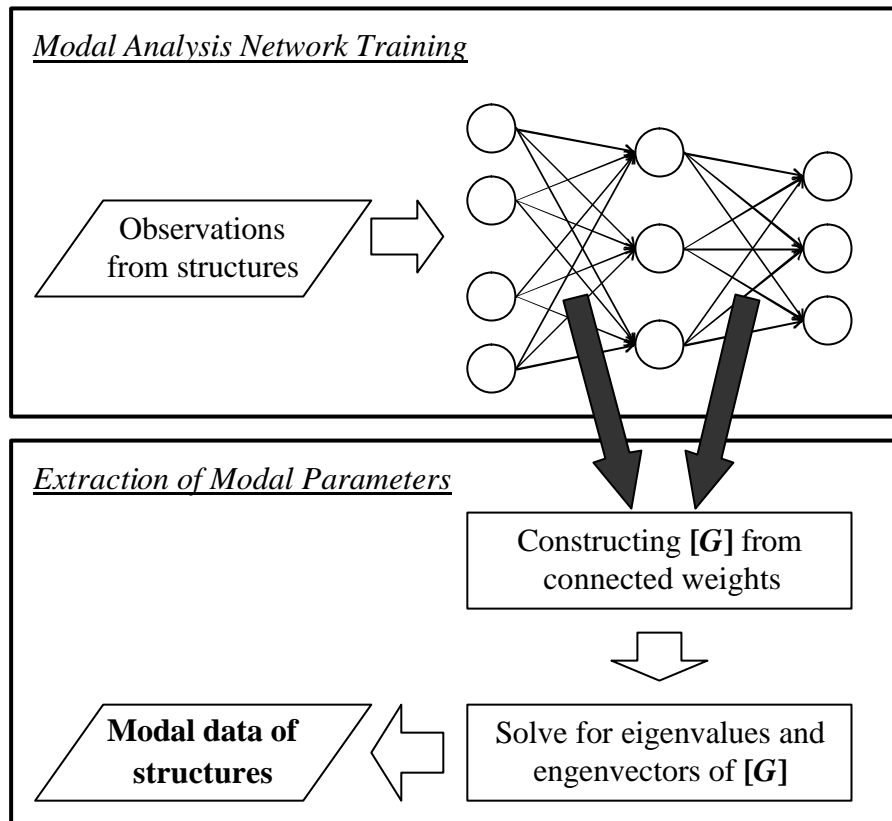 Modal Analysis Network Training
Observations
from structures
Extraction of Modal Parameters
Constructing [G] from
connected weights
Solve for eigenvalues and
engenvectors of [G]
Modal data of
structures